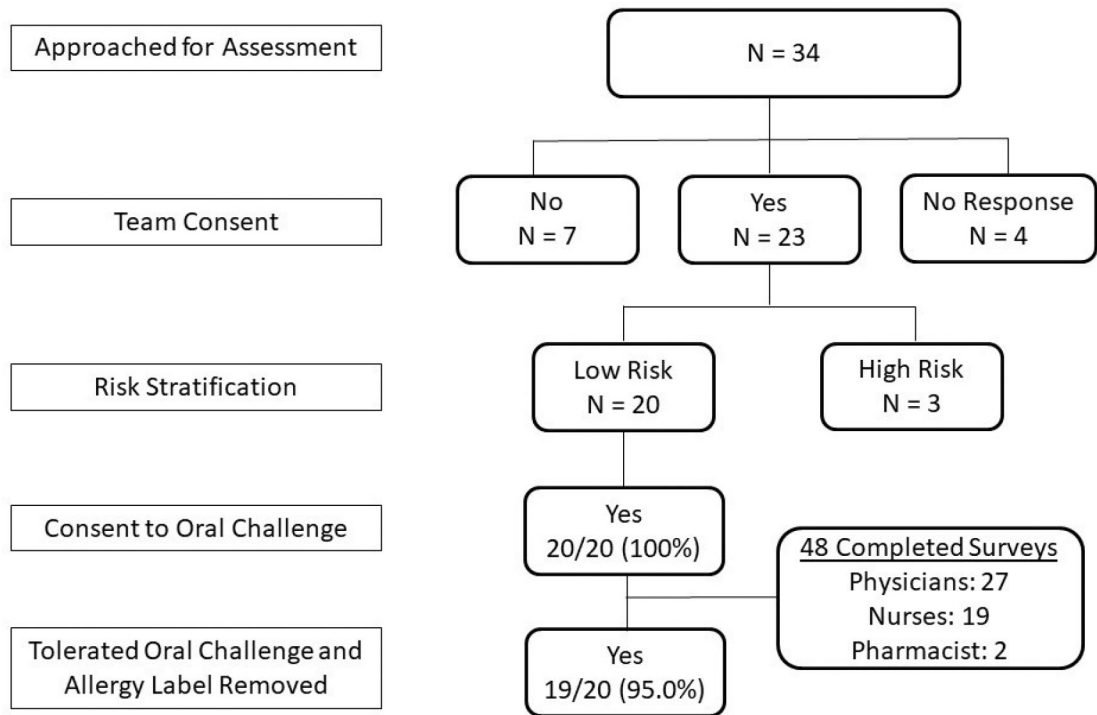 Approached for Assessment
N = 34
Team Consent
No
N = 7
Yes
N = 23
No Response
N = 4
Risk Stratification
Low Risk
N = 20
High Risk
N = 3
Consent to Oral Challenge
Yes
20/20 (100%)
48 Completed Surveys
Physicians: 27
Nurses: 19
Pharmacist: 2
Tolerated Oral Challenge and
Allergy Label Removed
Yes
19/20 (95.0%)